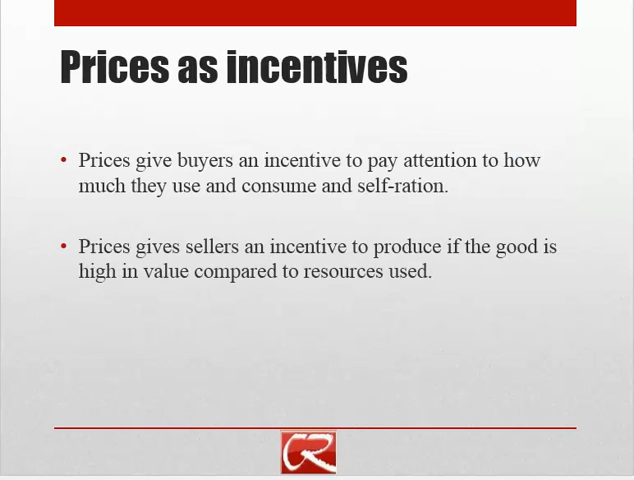 Prices as incentives
• Prices give buyers an incentive to pay attention to how
much they use and consume and self-ration.
• Prices gives sellers an incentive to produce if the good is
high in value compared to resources used.
CR